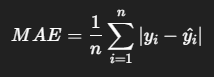 MAE = \frac{1}{n} \sum_{i=1}^{n} |y_i - \hat{y}_i|